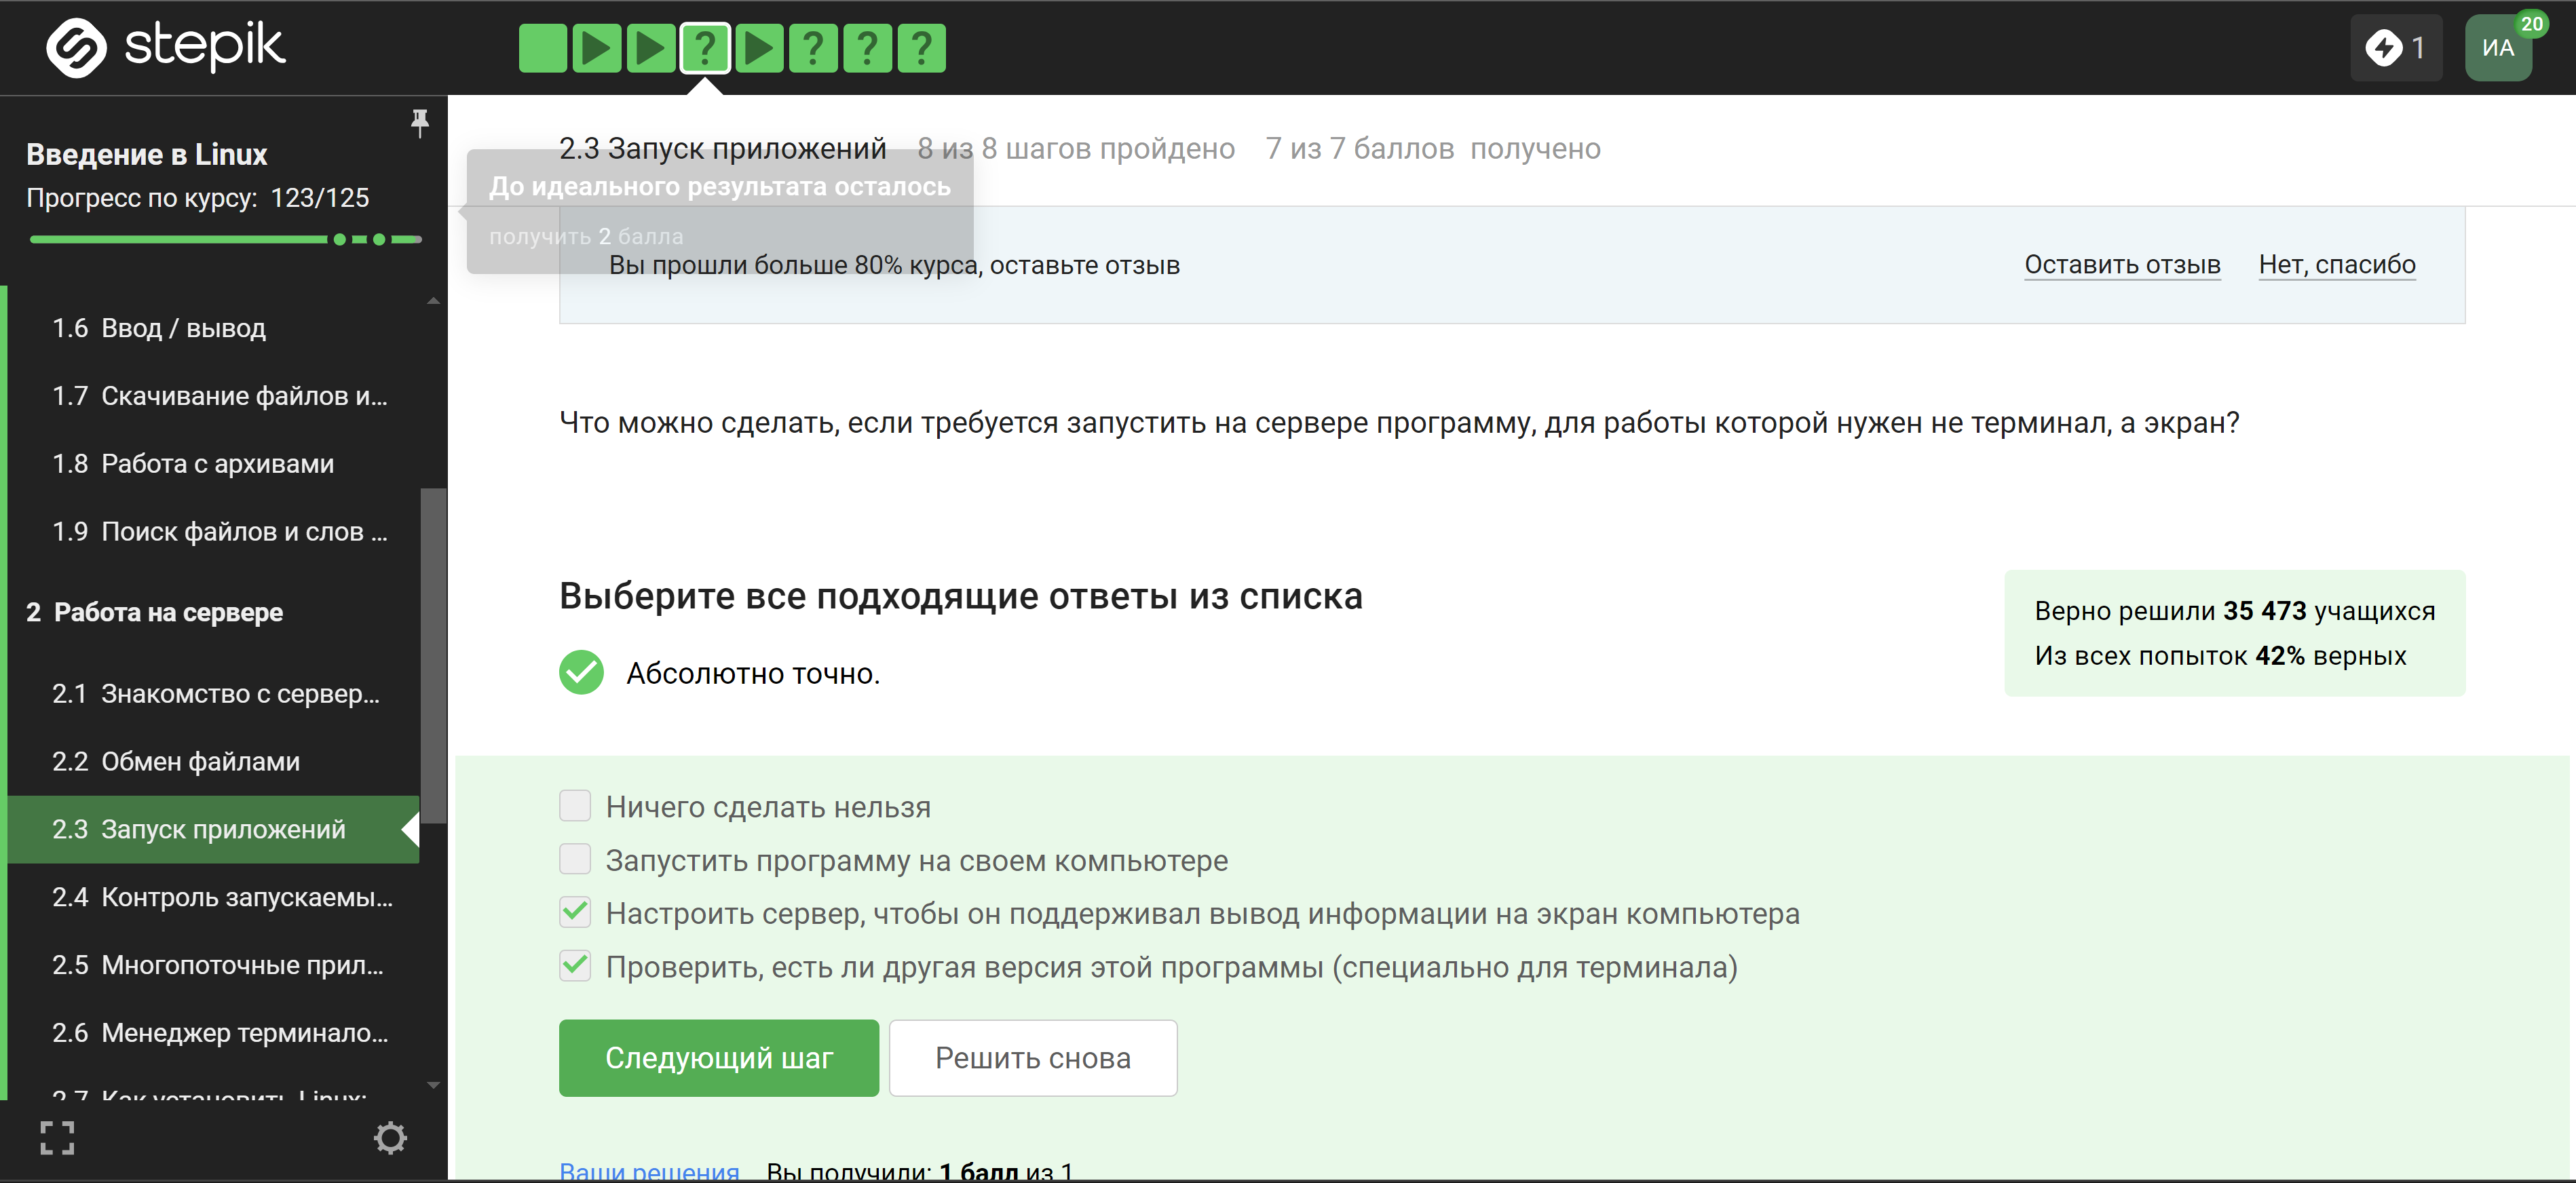 stepik
? ? ? ?
1
ИА
20
Введение в Linux
Прогресс по курсу: 123/125
1.6 Ввод / вывод
1.7 Скачивание файлов и...
1.8 Работа с архивами
1.9 Поиск файлов и слов ...
2 Работа на сервере
2.1 Знакомство с сервер...
2.2 Обмен файлами
2.3 Запуск приложений
2.4 Контроль запускаемы...
2.5 Многопоточные прил...
2.6 Менеджер терминало...
2.7 Как установить Linux:
2.3 Запуск приложений 8 из 8 шагов пройдено 7 из 7 баллов получено
До идеального результата осталось
получить 2 балла
Вы прошли больше 80% курса, оставьте отзыв
Оставить отзыв Нет, спасибо
Что можно сделать, если требуется запустить на сервере программу, для работы которой нужен не терминал, а экран?
Выберите все подходящие ответы из списка
Верно решили 35 473 учащихся
Из всех попыток 42% верных
Абсолютно точно.
Ничего сделать нельзя
Запустить программу на своем компьютере
Настроить сервер, чтобы он поддерживал вывод информации на экран компьютера
Проверить, есть ли другая версия этой программы (специально для терминала)
Следующий шаг Решить снова
Ваши решения Вы получили: 1 балл из 1